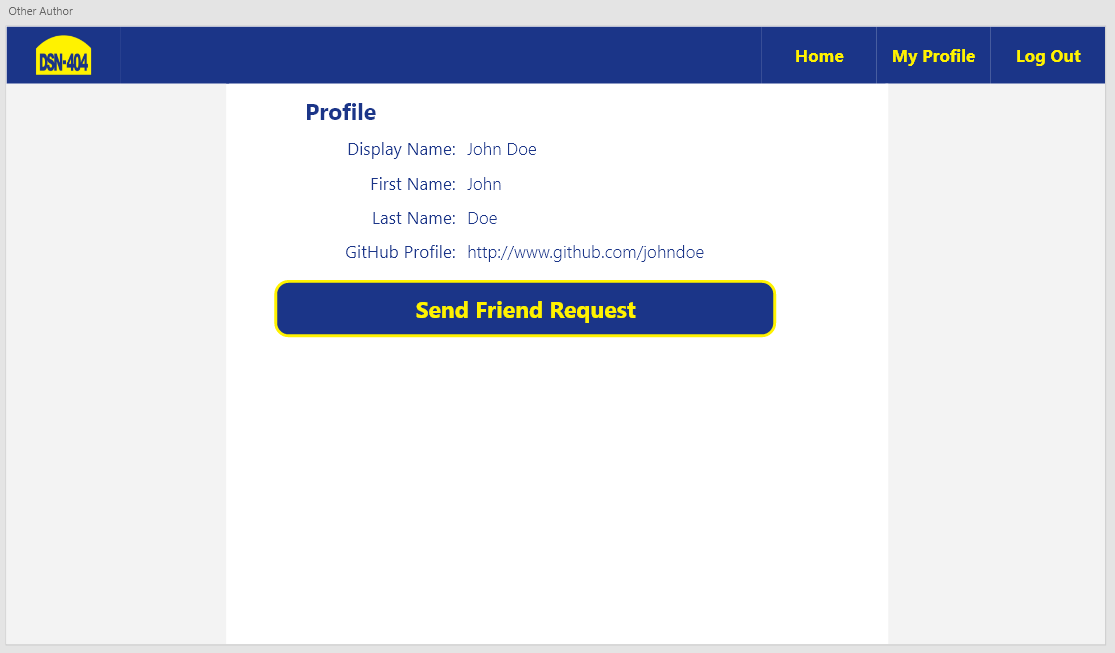 Other Author
DSN-404
Home
My Profile
Log Out
Profile
Display Name: John Doe
First Name: John
Last Name: Doe
GitHub Profile: http://www.github.com/johndoe
Send Friend Request